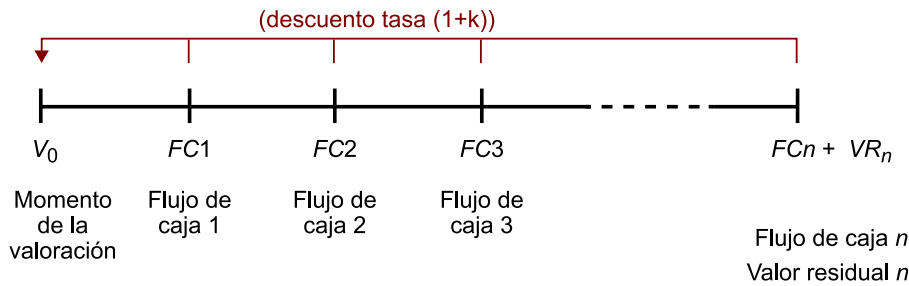 (descuento tasa (1+k))
V0 FC1 FC2 FC3 FCn + VRn
Momento de la valoración
Flujo de caja 1
Flujo de caja 2
Flujo de caja 3
Flujo de caja n
Valor residual n